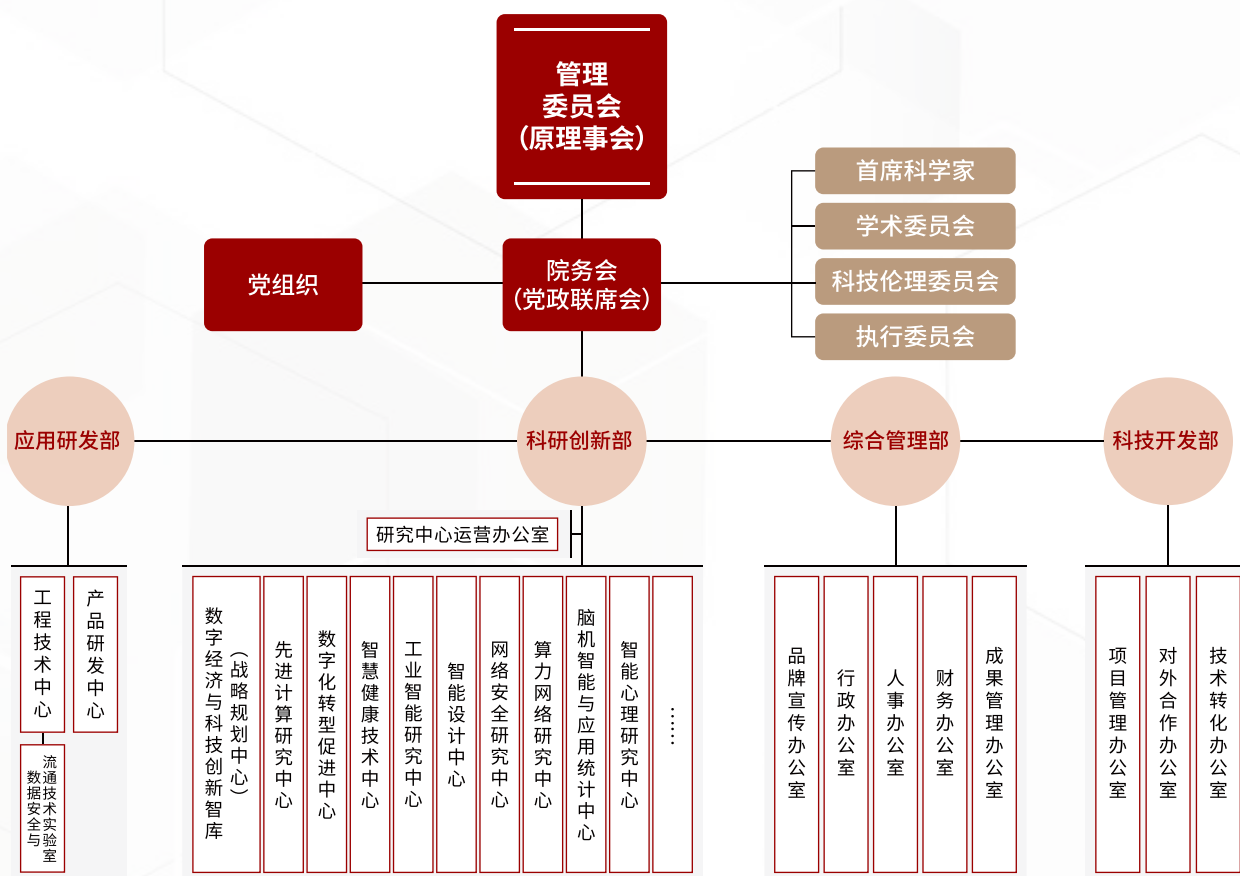 管理
委员会
（原理事会）
党组织
院务会
（党政联席会）
首席科学家
学术委员会
科技伦理委员会
执行委员会
应用研发部
科研创新部
综合管理部
科技开发部
研究中心运营办公室
工程技术中心
产品研发中心
数据安全与
流通技术实验室
数字经济与科技创新智库
（战略规划中心）
先进计算研究中心
数字化转型促进中心
智慧健康技术中心
工业智能研究中心
智能设计中心
网络安全研究中心
算力网络研究中心
脑机智能与应用统计中心
智能心理研究中心
……
品牌宣传办公室
行政办公室
人事办公室
财务办公室
成果管理办公室
项目管理办公室
对外合作办公室
技术转化办公室